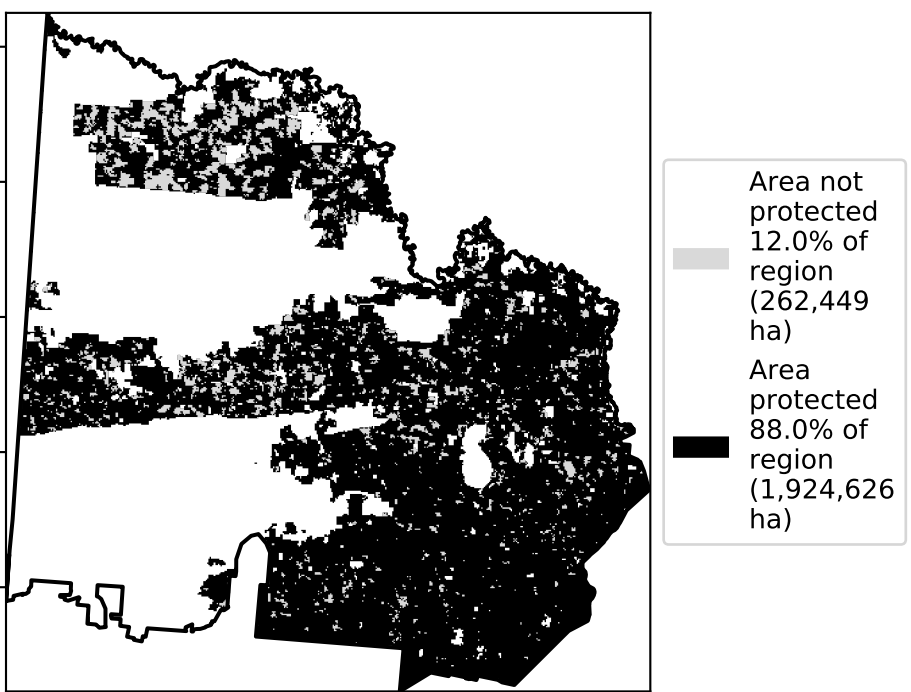 Area not
protected
12.0% of
region
(262,449
ha)
Area
protected
88.0% of
region
(1,924,626
ha)